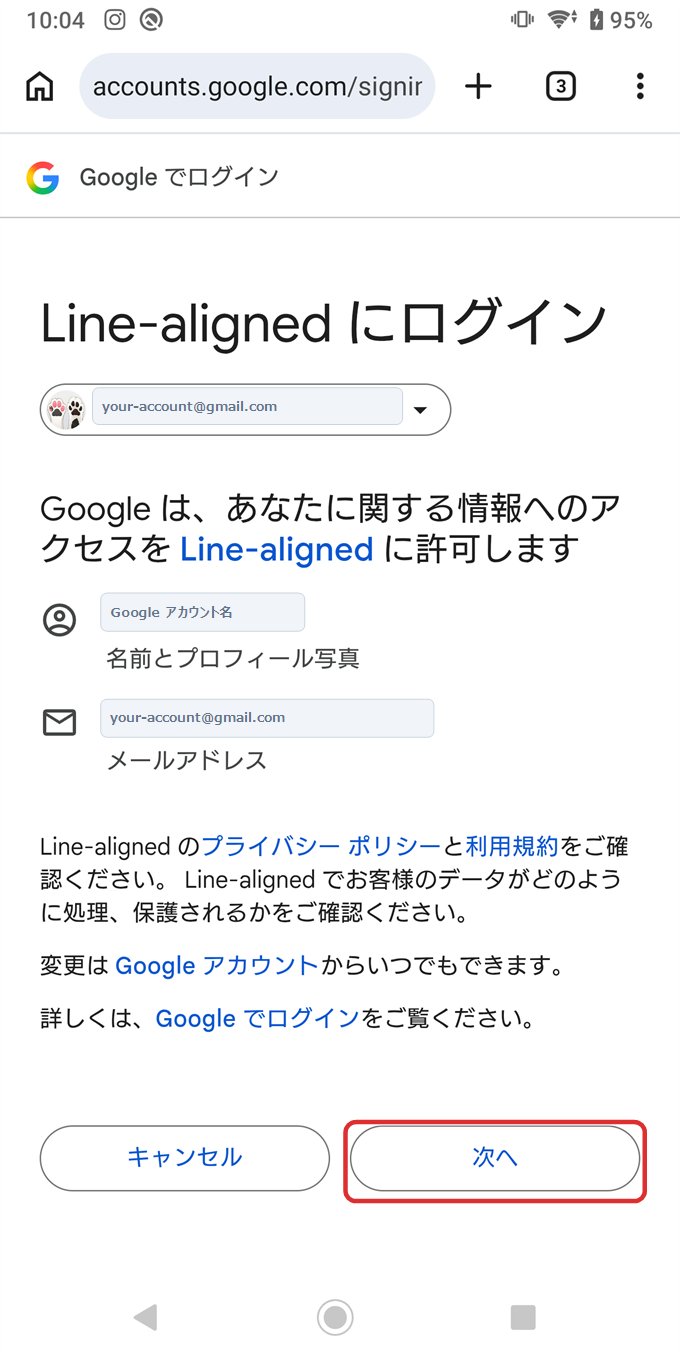 10:04
95%
accounts.google.com/signir
3
Google でログイン
Line-aligned にログイン
your-account@gmail.com
Google は、あなたに関する情報へのア
クセスを Line-aligned に許可します
Google アカウント名
名前とプロフィール写真
your-account@gmail.com
メールアドレス
Line-aligned のプライバシー ポリシーと利用規約をご確
認ください。 Line-aligned でお客様のデータがどのよう
に処理、保護されるかをご確認ください。
変更は Google アカウントからいつでもできます。
詳しくは、Google でログインをご覧ください。
キャンセル
次へ